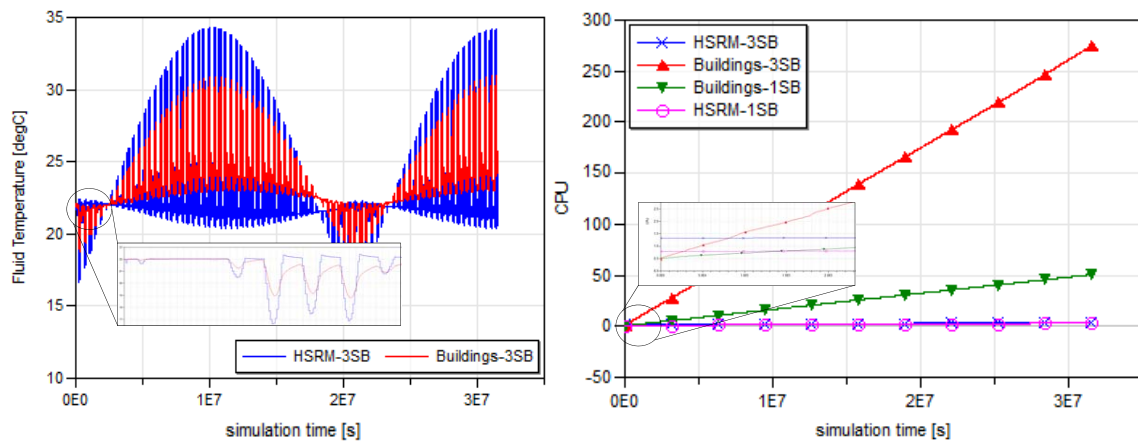 35
30
25
20
15
10
Fluid Temperature [degC]
0E0
1E7
2E7
3E7
simulation time [s]
HSRM-3SB
Buildings-3SB
300
250
200
150
100
50
0
-50
CPU
0E0
1E7
2E7
3E7
simulation time [s]
HSRM-3SB
Buildings-3SB
Buildings-1SB
HSRM-1SB